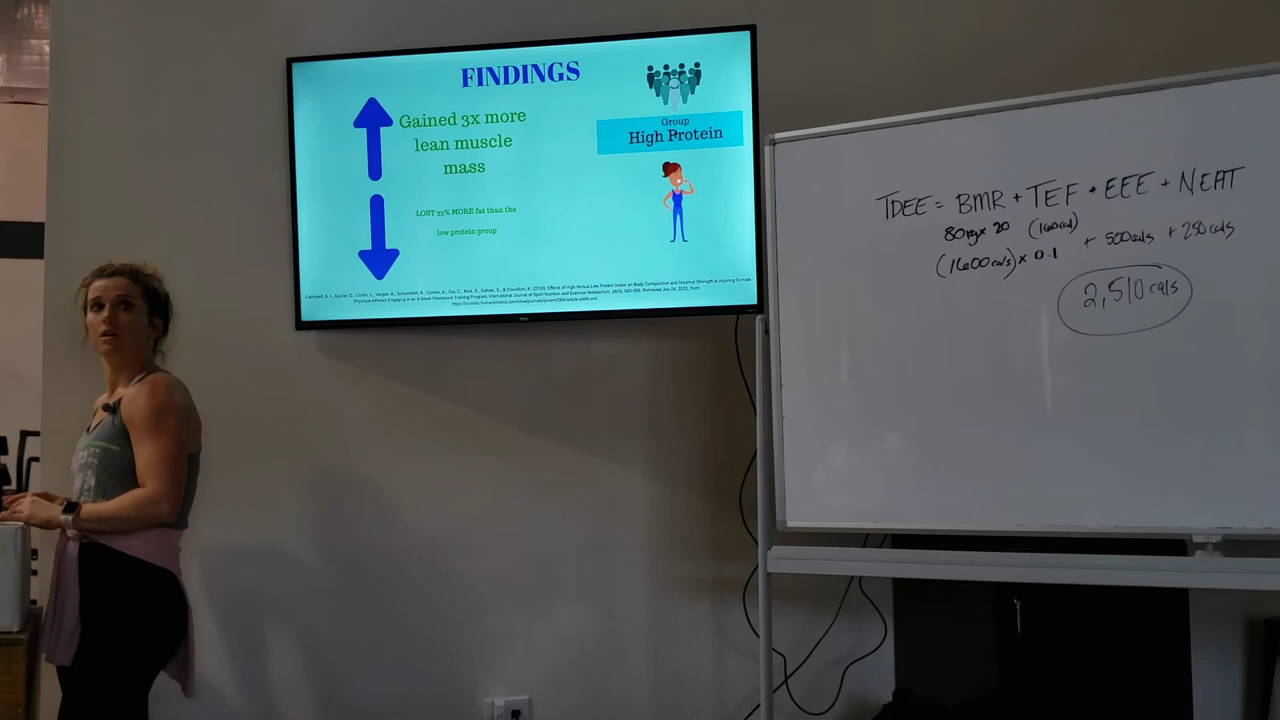 FINDINGS
Gained 3x more
lean muscle
mass
LOST 33% MORE fat than the
low protein group
Group
High Protein
TDEE = BMR + TEF + EEE + NEAT
80kg x 20 (160cal)
(1600cals) x 0.1 + 500cals + 250cals
2,510 cals